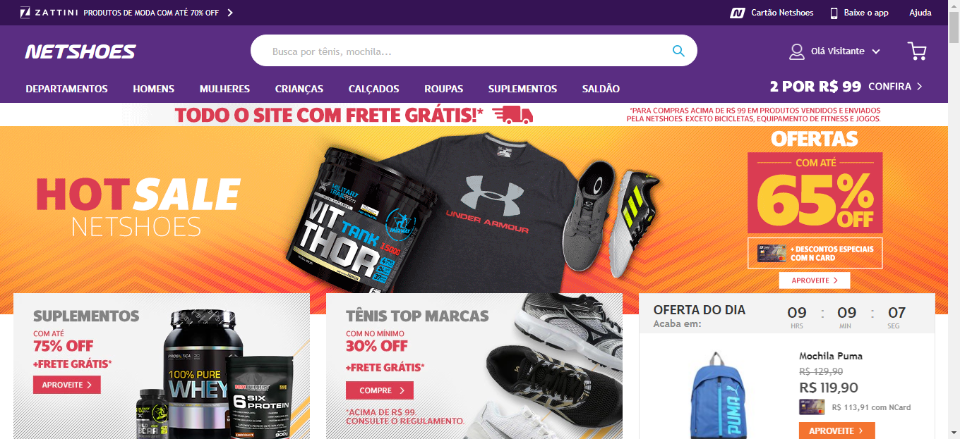 ZATTINI PRODUTOS DE MODA COM ATÉ 70% OFF
Cartão Netshoes
Baixe o app
Ajuda
NETSHOES
Busca por tênis, mochila...
Olá Visitante
DEPARTAMENTOS HOMENS MULHERES CRIANÇAS CALÇADOS ROUPAS SUPLEMENTOS SALDÃO
2 POR R$ 99 CONFIRA
TODO O SITE COM FRETE GRÁTIS!*
*PARA COMPRAS ACIMA DE R$ 99 EM PRODUTOS VENDIDOS E ENVIADOS
PELA NETSHOES. EXCETO BICICLETAS, EQUIPAMENTO DE FITNESS E JOGOS.
HOT SALE
NETSHOES
MILITARY
VIT
TANK
THOR
UNDER ARMOUR
OFERTAS
COM ATÉ
65% OFF
+ DESCONTOS ESPECIAIS
COM N CARD
APROVEITE
SUPLEMENTOS
COM ATÉ
75% OFF
+FRETE GRÁTIS*
APROVEITE
100% PURE
WHEY
6 SIX
PROTEIN
TÊNIS TOP MARCAS
COM NO MÍNIMO
30% OFF
+FRETE GRÁTIS*
COMPRE
*ACIMA DE R$ 99.
CONSULTE O REGULAMENTO.
OFERTA DO DIA
Acaba em:
09 : 09 : 07
HRS MIN SEG
PUMA
Mochila Puma
R$ 129,90
R$ 119,90
R$ 113,91 com NCard
APROVEITE